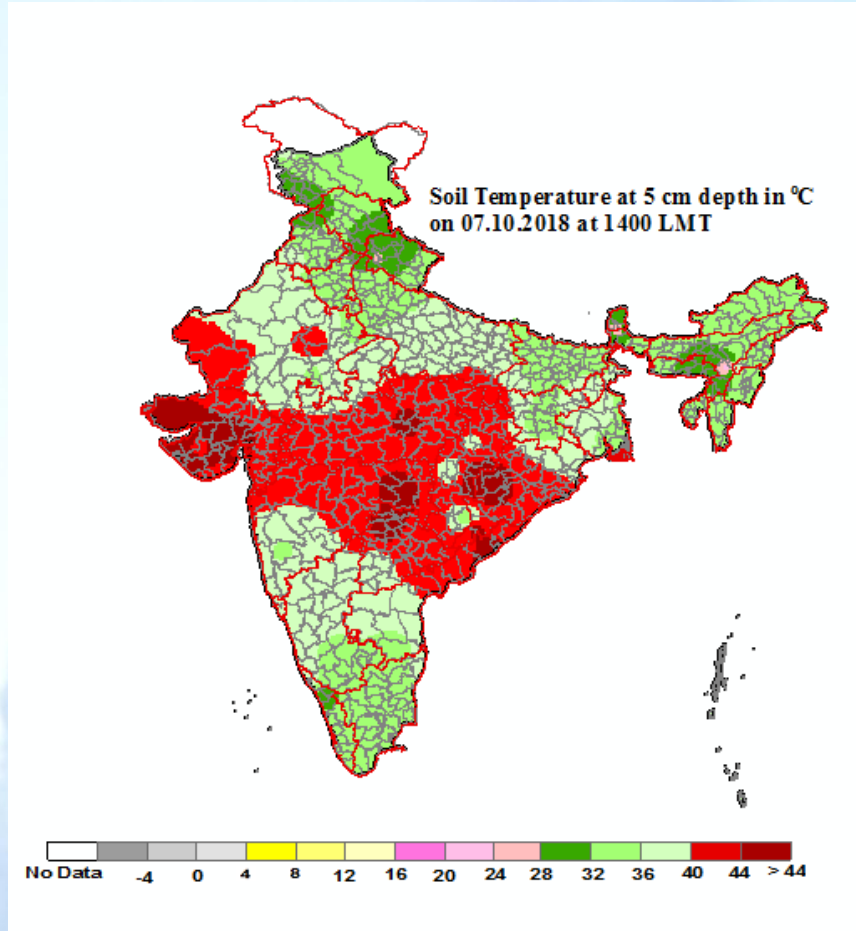 Soil Temperature at 5 cm depth in °C
on 07.10.2018 at 1400 LMT
No Data -4 0 4 8 12 16 20 24 28 32 36 40 44 > 44